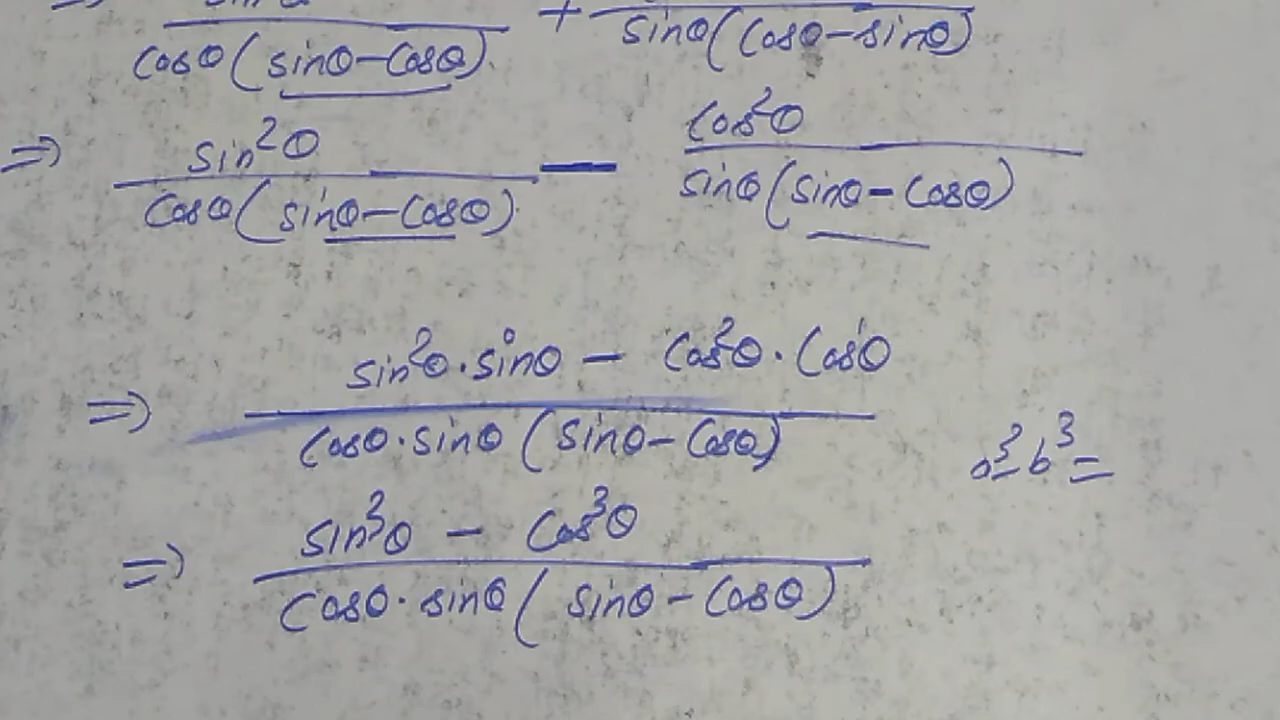 cosθ(sinθ-cosθ) + sinθ(cosθ-sinθ)
⇒ sin²θ / cosθ(sinθ-cosθ) - cos²θ / sinθ(sinθ-cosθ)
⇒ sin²θ·sinθ - cos²θ·cosθ / cosθ·sinθ(sinθ-cosθ)
a³-b³=
⇒ sin³θ - cos³θ / cosθ·sinθ(sinθ-cosθ)